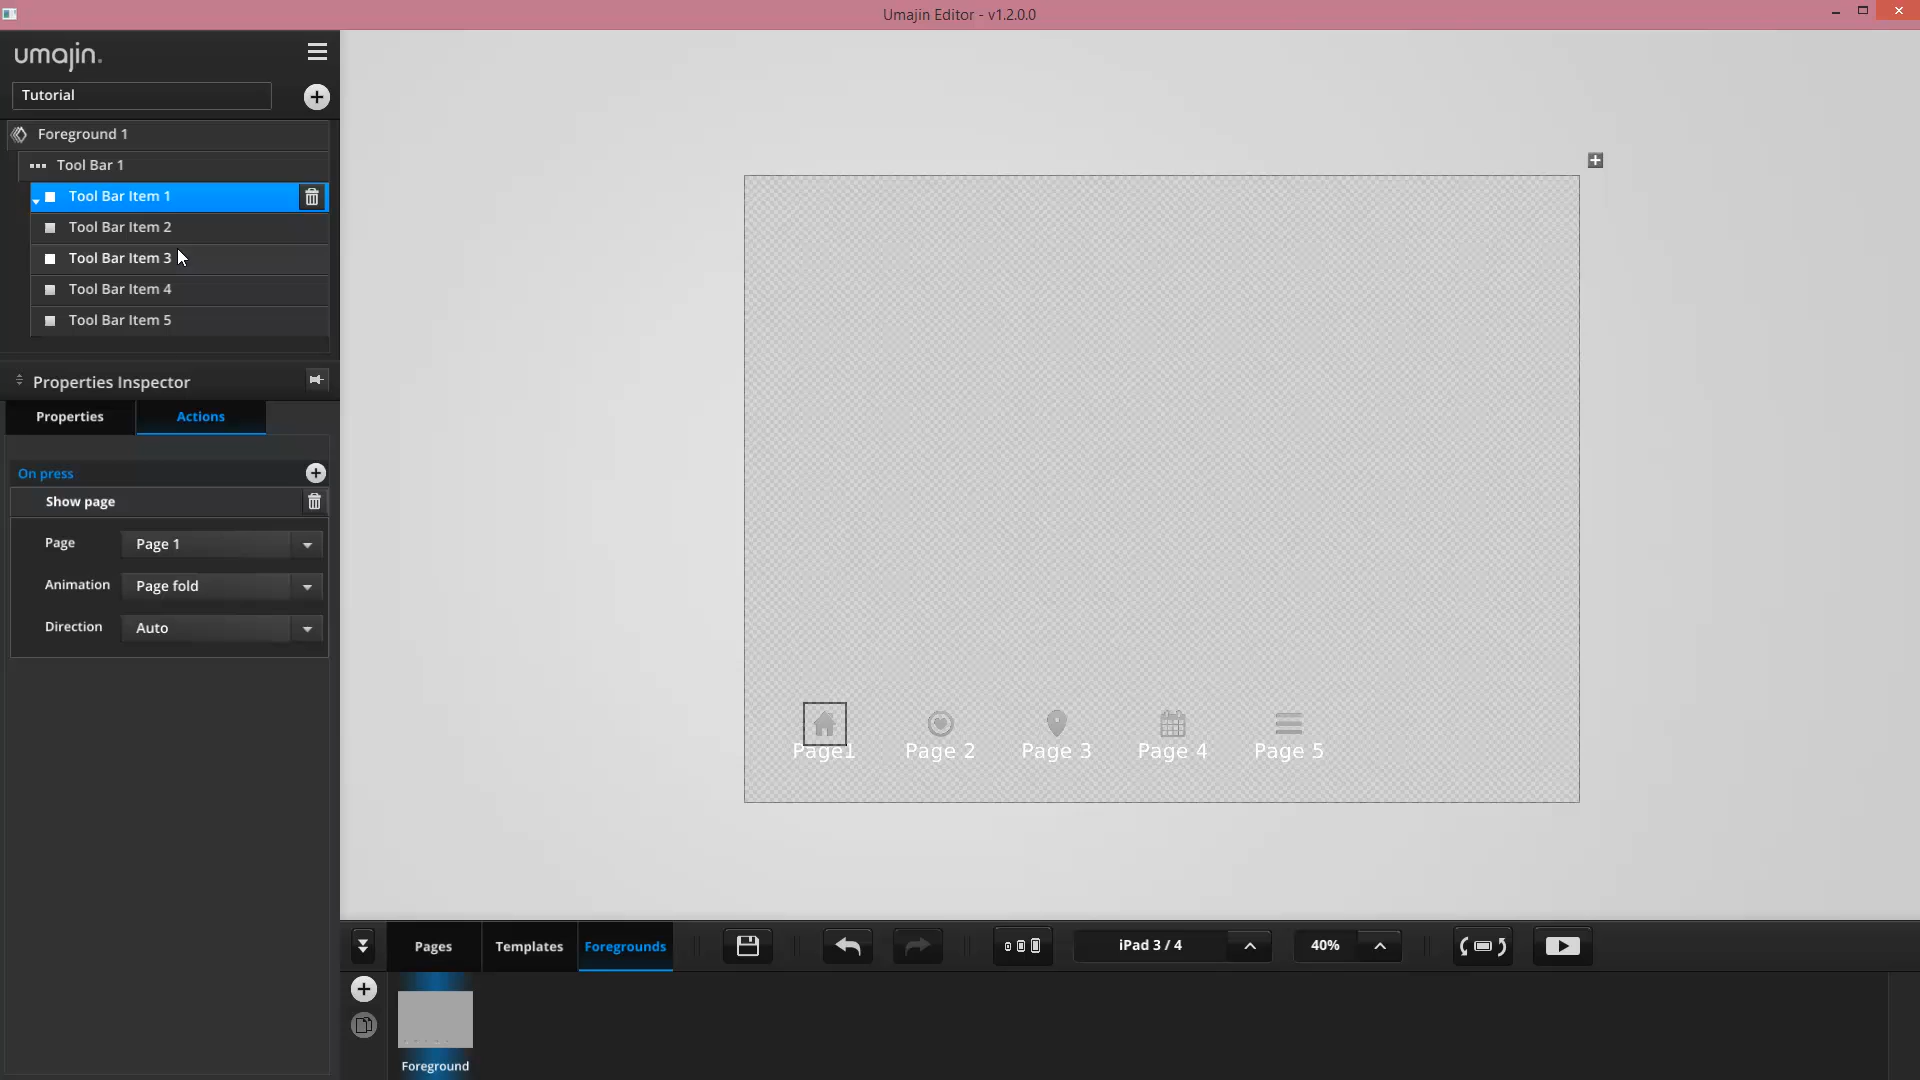 Umajin Editor - v1.2.0.0
umajin.
Tutorial
Foreground 1
Tool Bar 1
Tool Bar Item 1
Tool Bar Item 2
Tool Bar Item 3
Tool Bar Item 4
Tool Bar Item 5
Properties Inspector
Properties Actions
On press
Show page
Page Page 1
Animation Page fold
Direction Auto
Page1 Page 2 Page 3 Page 4 Page 5
Pages Templates Foregrounds iPad 3 / 4 40%
Foreground